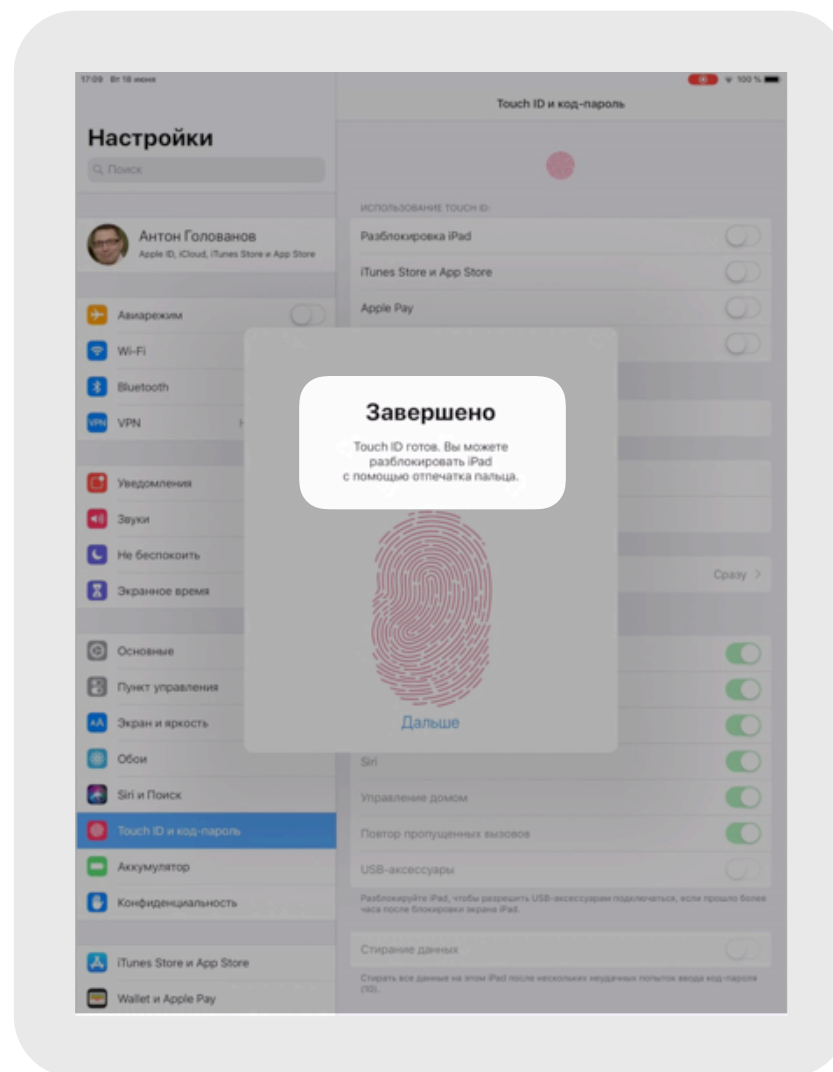 17:09 Вт 18 июня
100 %
Touch ID и код-пароль
Настройки
Поиск
Антон Голованов
Apple ID, iCloud, iTunes Store и App Store
Авиарежим
Wi-Fi
Bluetooth
VPN
VPN
Уведомления
Звуки
Не беспокоить
Экранное время
Основные
Пункт управления
AA
Экран и яркость
Обои
Siri и Поиск
Touch ID и код-пароль
Аккумулятор
Конфиденциальность
iTunes Store и App Store
Wallet и Apple Pay
ИСПОЛЬЗОВАНИЕ TOUCH ID:
Разблокировка iPad
iTunes Store и App Store
Apple Pay
Завершено
Touch ID готов. Вы можете
разблокировать iPad
с помощью отпечатка пальца.
Дальше
Сразу
Siri
Управление домом
Повтор пропущенных вызовов
USB-аксессуары
Разблокируйте iPad, чтобы разрешить USB-аксессуарам подключаться, если прошло более
часа после блокировки экрана iPad.
Стирание данных
Стирать все данные на этом iPad после нескольких неудачных попыток ввода код-пароля
(10).